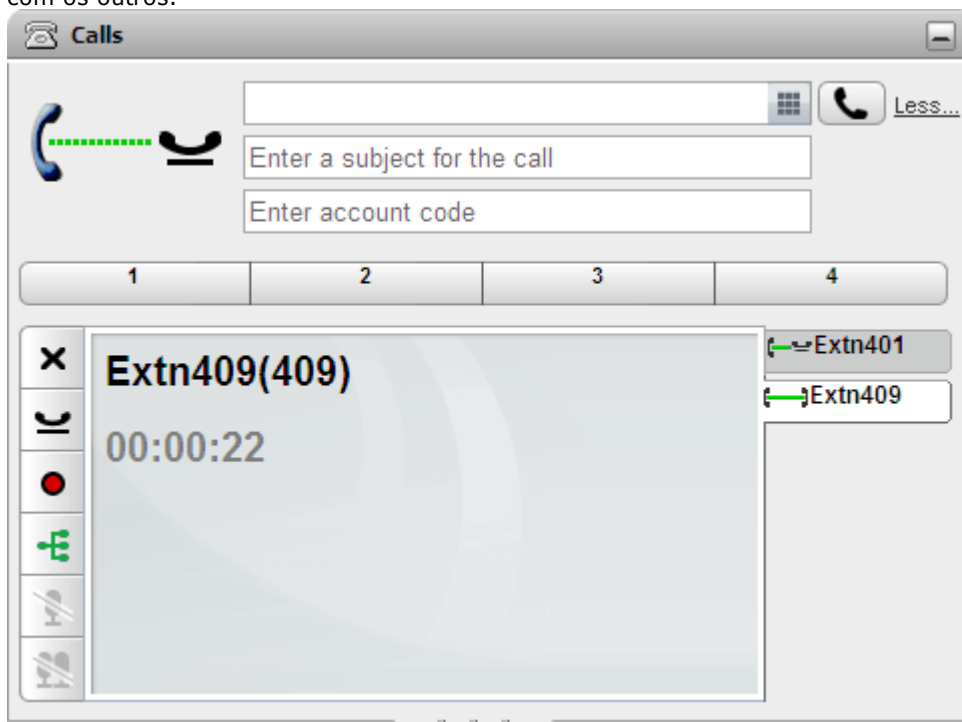 com os outros.
Calls
Less...
Enter a subject for the call
Enter account code
1 2 3 4
Extn409(409)
00:00:22
Extn401
Extn409